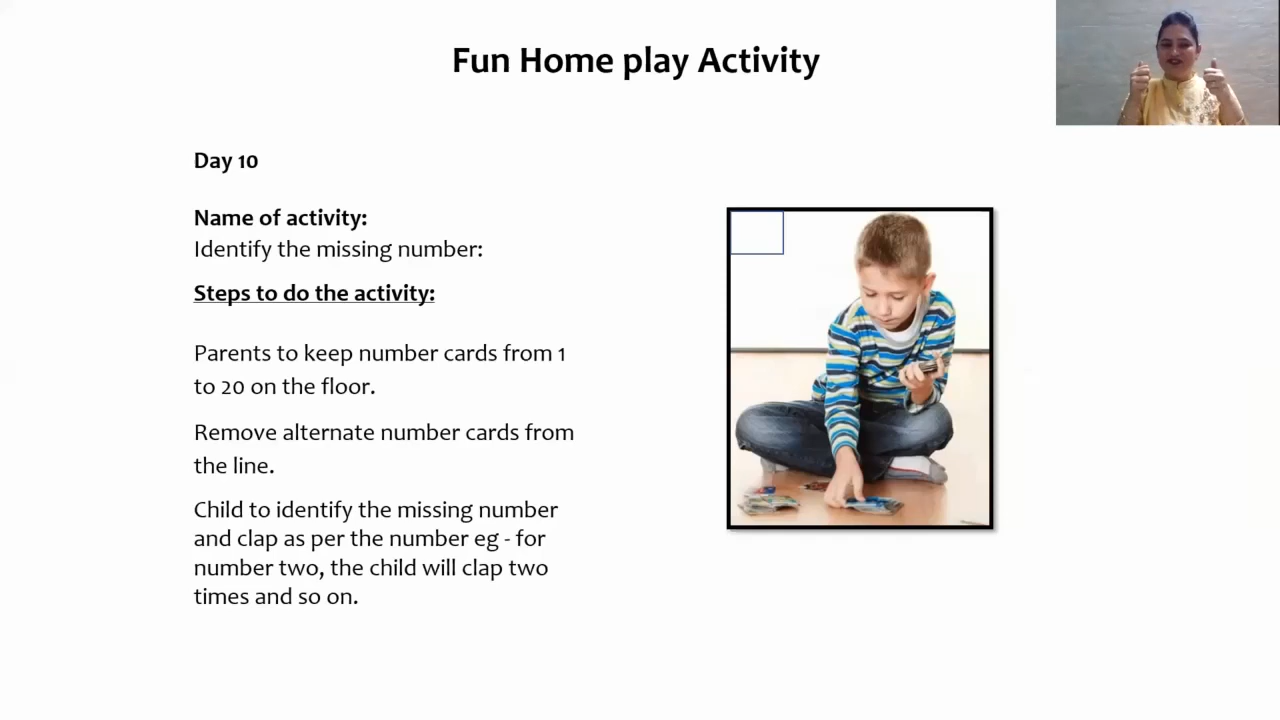 Fun Home play Activity
Day 10
Name of activity:
Identify the missing number:
Steps to do the activity:
Parents to keep number cards from 1
to 20 on the floor.
Remove alternate number cards from
the line.
Child to identify the missing number
and clap as per the number eg - for
number two, the child will clap two
times and so on.